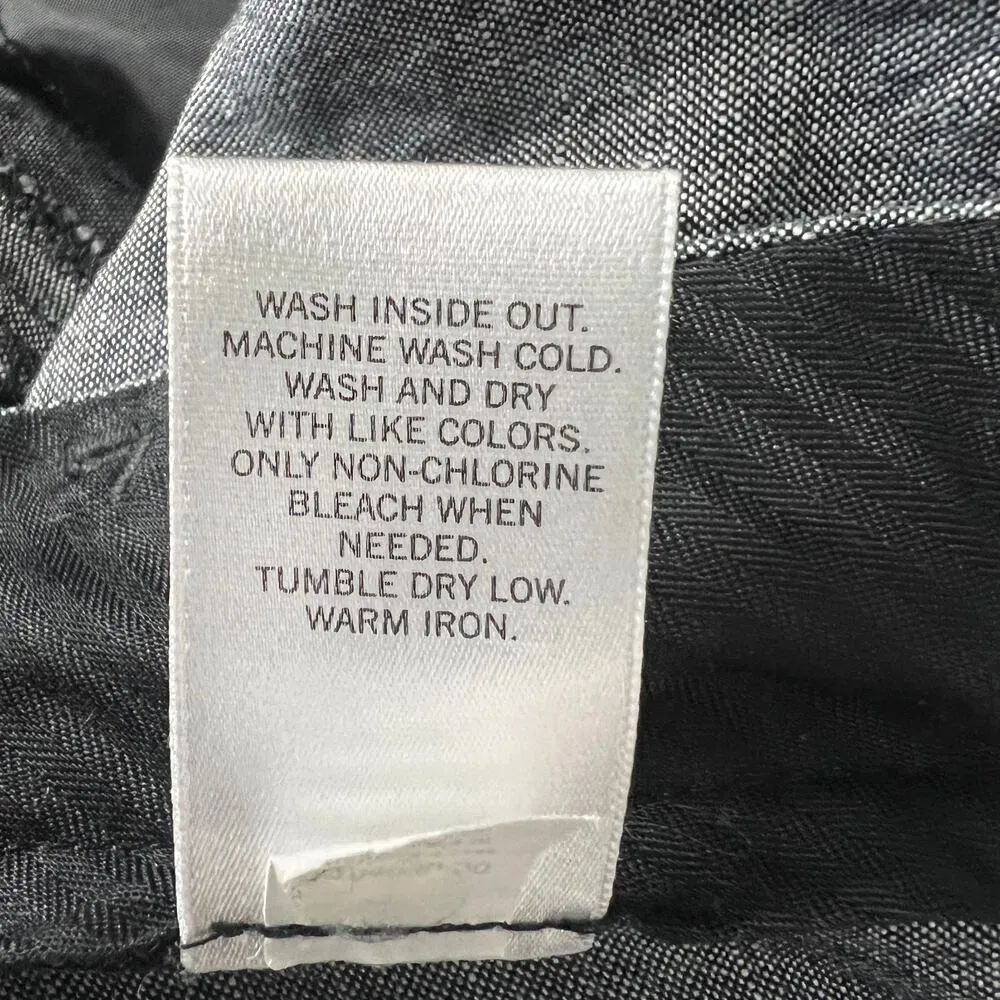 WASH INSIDE OUT.
MACHINE WASH COLD.
WASH AND DRY
WITH LIKE COLORS.
ONLY NON-CHLORINE
BLEACH WHEN
NEEDED.
TUMBLE DRY LOW.
WARM IRON.